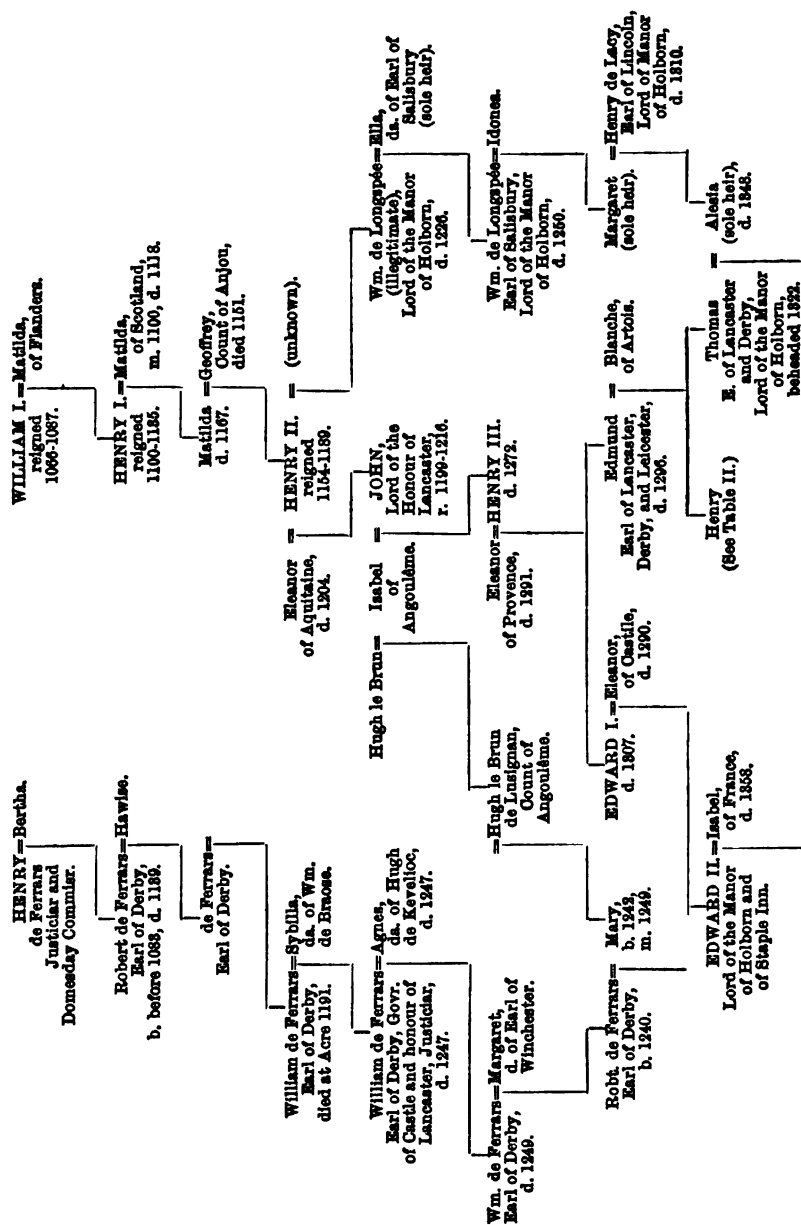 HENRY=Bertha.
de Ferrars
Justiciar and
Domesday Commisr.
WILLIAM I.=Matilda,
reigned of Flanders.
1066-1087.
Robert de Ferrars=Hawise.
Earl of Derby,
b. before 1083, d. 1139.
HENRY I.=Matilda,
reigned of Scotland,
1100-1135. m. 1100, d. 1118.
de Ferrars=
Earl of Derby.
Matilda =Geoffrey,
d. 1167. Count of Anjou,
died 1151.
William de Ferrars=Sybilla,
Earl of Derby, da. of Wm.
died at Acre 1191. de Braose.
Eleanor = HENRY II. = (unknown).
of Aquitaine, reigned
d. 1204. 1154-1189.
William de Ferrars=Agnes,
Earl of Derby, Govr. da. of Hugh
of Castle and honour of de Kevelioc,
Lancaster, Justiciar, d. 1247.
d. 1247.
Hugh le Brun= Isabel = JOHN,
of Lord of the
Angoulême. Honour of
Lancaster,
r. 1199-1216.
Wm. de Longspée=Ella,
(illegitimate), da. of Earl of
Lord of the Manor Salisbury
of Holborn, (sole heir).
d. 1226.
Wm. de Ferrars=Margaret,
Earl of Derby, d. of Earl of
d. 1249. Winchester.
=Hugh le Brun
de Lusignan,
Count of
Angoulême.
Eleanor=HENRY III.
of Provence, d. 1272.
d. 1291.
Wm. de Longspée=Idonea.
Earl of Salisbury,
Lord of the Manor
of Holborn,
d. 1250.
Robt. de Ferrars= Mary,
Earl of Derby, b. 1242,
b. 1240. m. 1249.
EDWARD I.=Eleanor,
d. 1307. of Castile,
d. 1290.
Edmund = Blanche,
Earl of Lancaster, of Artois.
Derby, and Leicester,
d. 1296.
Margaret =Henry de Lacy,
(sole heir). Earl of Lincoln,
Lord of Manor
of Holborn,
d. 1310.
EDWARD II.=Isabel,
Lord of the Manor of France,
of Holborn and d. 1358.
of Staple Inn.
Henry
(See Table II.)
Thomas = Alesia
E. of Lancaster (sole heir),
and Derby, d. 1348.
Lord of the Manor
of Holborn,
beheaded 1322.